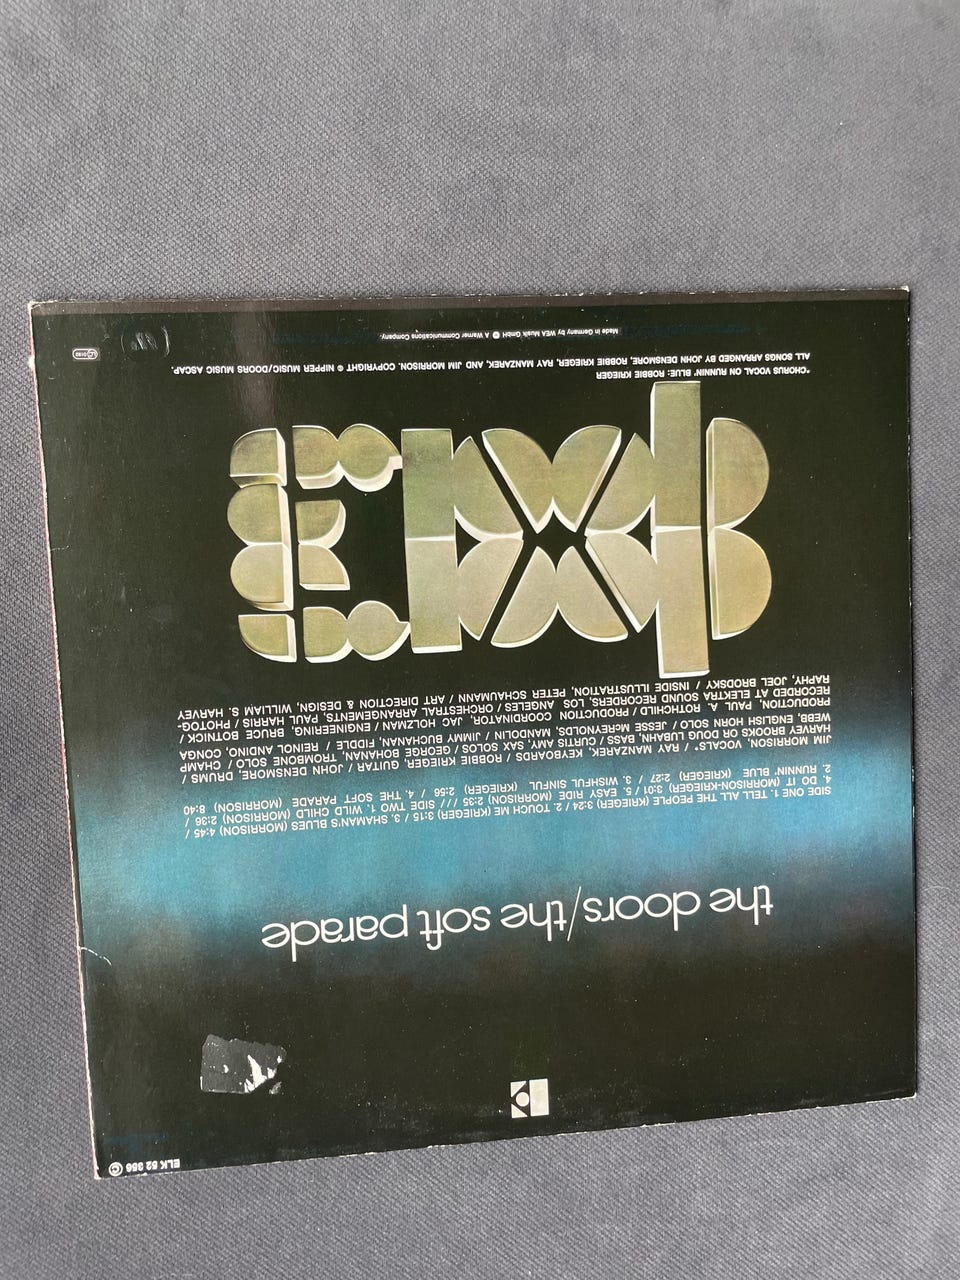 ELK 52 356 Ⓒ
the doors/the soft parade
SIDE ONE 1. TELL ALL THE PEOPLE (KRIEGER) 3:24 / 2. TOUCH ME (KRIEGER) 3:15 / 3. SHAMAN'S BLUES (MORRISON) 4:45 /
4. DO IT (MORRISON-KRIEGER) 3:01 / 5. EASY RIDE (MORRISON) 2:35 //// SIDE TWO 1. WILD CHILD (MORRISON) 2:36
2. RUNNIN' BLUE (KRIEGER) 2:27 / 3. WISHFUL SINFUL (KRIEGER) 2:56 / 4. THE SOFT PARADE (MORRISON) 8:40
JIM MORRISON, VOCALS* / RAY MANZAREK, KEYBOARDS / ROBBIE KRIEGER, GUITAR / JOHN DENSMORE, DRUMS /
HARVEY BROOKS OR DOUG LUBAHN, BASS / CURTIS AMY, SAX SOLOS / GEORGE BOHANAN, TROMBONE SOLO / CHAMP
WEBB, ENGLISH HORN SOLO / JESSE McREYNOLDS, MANDOLIN / JIMMY BUCHANAN, FIDDLE / REINOL ANDINO, CONGA
PRODUCTION, PAUL A. ROTHCHILD / PRODUCTION COORDINATOR, JAC HOLZMAN / ENGINEERING, BRUCE BOTNICK /
RECORDED AT ELEKTRA SOUND RECORDERS, LOS ANGELES / ORCHESTRAL ARRANGEMENTS, PAUL HARRIS / PHOTOG-
RAPHY, JOEL BRODSKY / INSIDE ILLUSTRATION, PETER SCHAUMANN / ART DIRECTION & DESIGN, WILLIAM S. HARVEY
*CHORUS VOCAL ON RUNNIN' BLUE: ROBBIE KRIEGER
ALL SONGS ARRANGED BY JOHN DENSMORE, ROBBIE KRIEGER, RAY MANZAREK, AND JIM MORRISON. COPYRIGHT © NIPPER MUSIC/DOORS MUSIC ASCAP.
Made in Germany by WEA Musik GmbH A Warner Communications Company
LC 0192